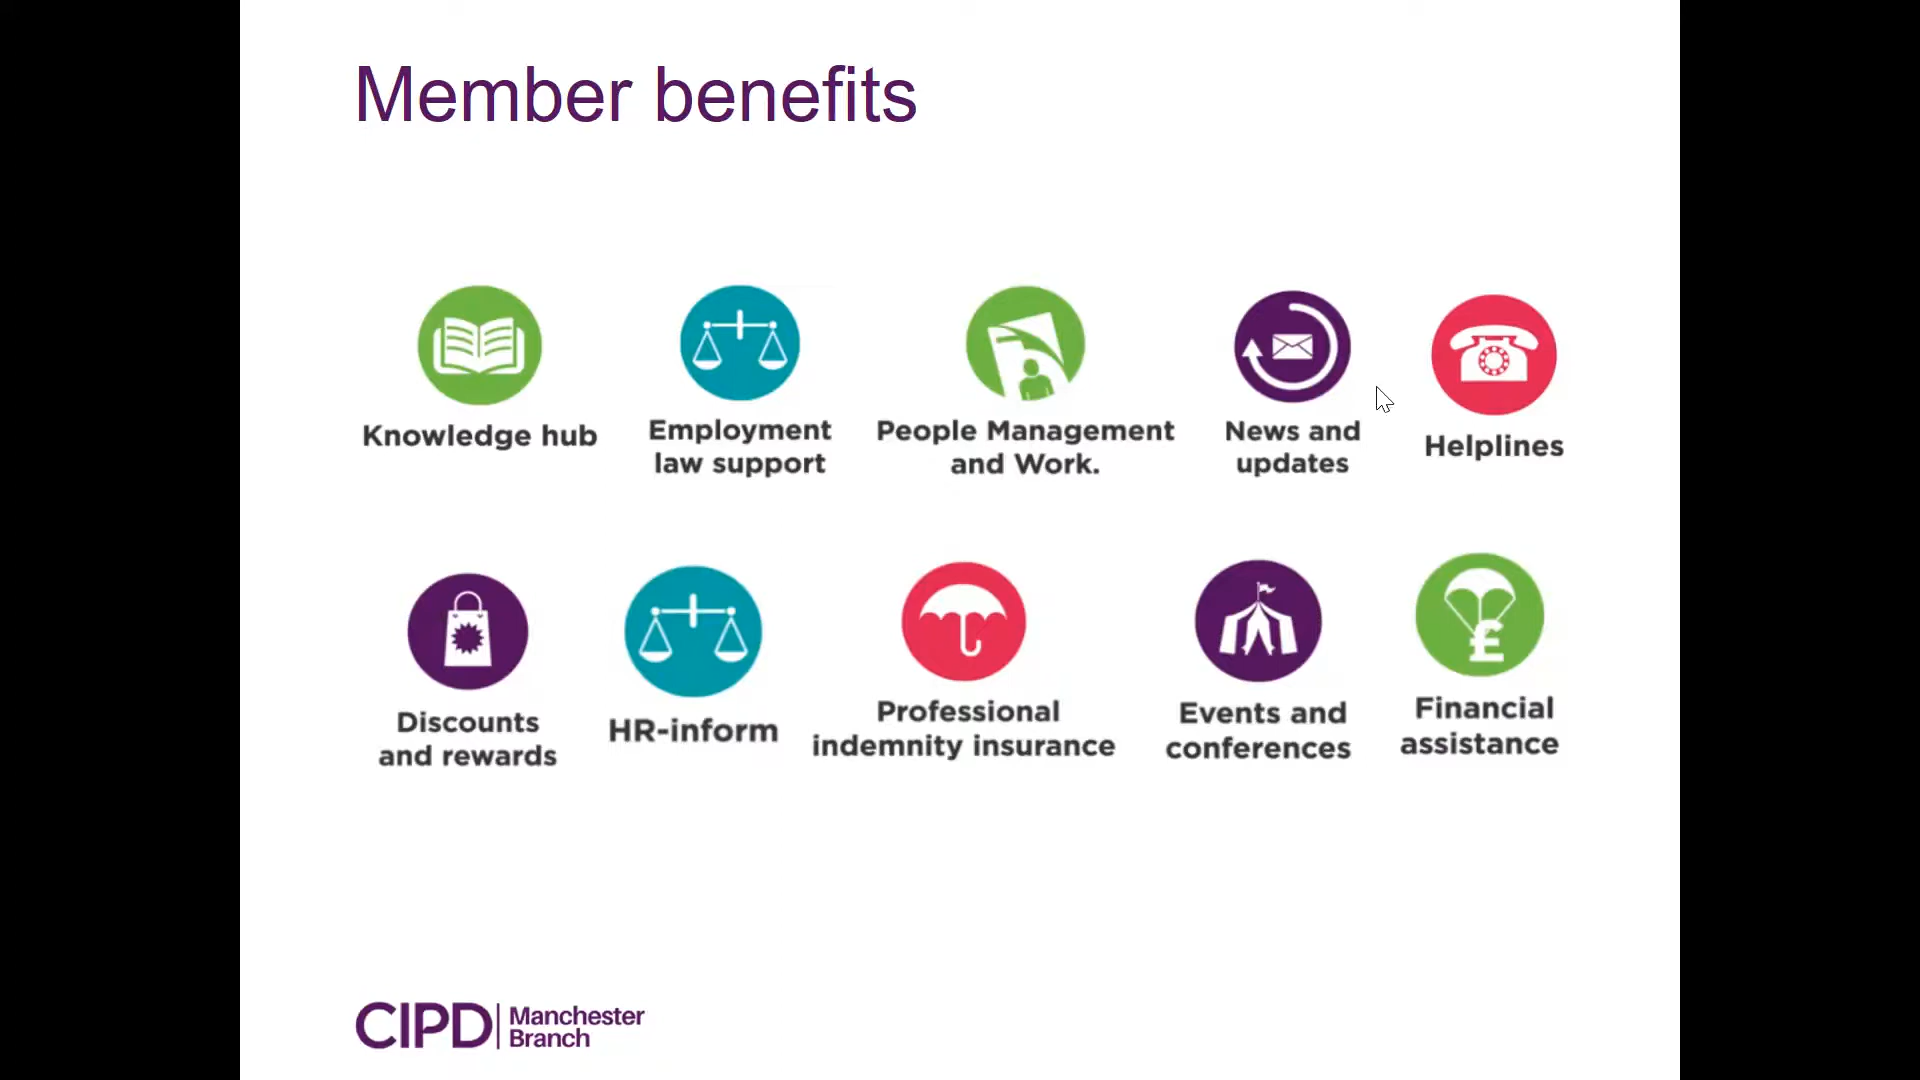 Member benefits
Knowledge hub
Employment
law support
People Management
and Work.
News and
updates
Helplines
Discounts
and rewards
HR-inform
Professional
indemnity insurance
Events and
conferences
£
Financial
assistance
CIPD
Manchester
Branch